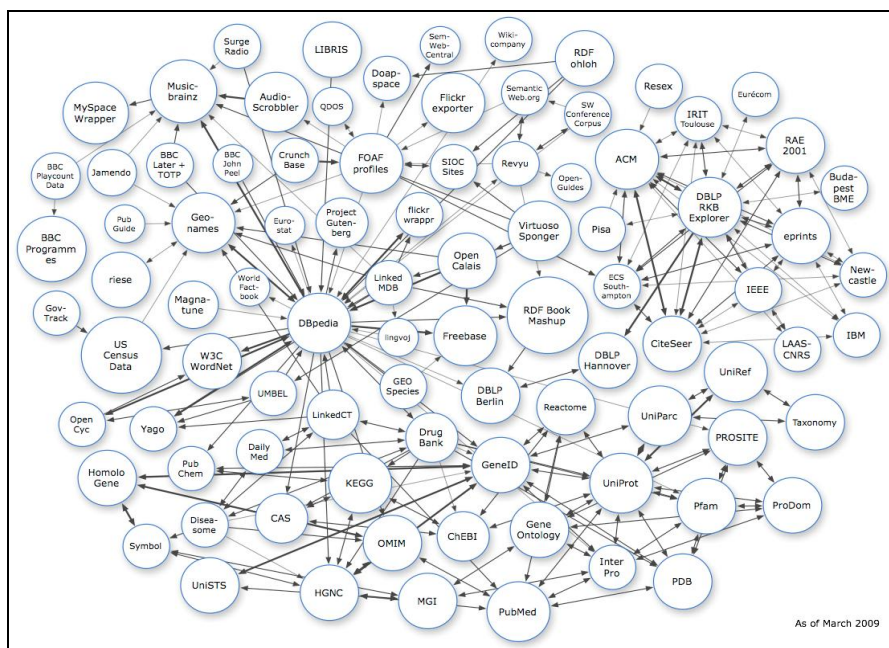 Surge
Radio
LIBRIS
Sem-
Web-
Central
Wiki-
company
RDF
ohloh
Music-
brainz
Audio-
Scrobbler
Doap-
space
Flickr
exporter
Semantic
Web.org
Resex
Eurécom
MySpace
Wrapper
QDOS
SW
Conference
Corpus
IRIT
Toulouse
RAE
2001
ACM
BBC
Playcount
Data
Jamendo
BBC
Later +
TOTP
BBC
John
Peel
Crunch
Base
FOAF
profiles
SIOC
Sites
Revyu
Open-
Guides
DBLP
RKB
Explorer
Buda-
pest
BME
Pub
Guide
Geo-
names
Euro-
stat
Project
Guten-
berg
flickr
wrappr
Virtuoso
Sponger
Pisa
eprints
BBC
Programm
es
riese
World
Fact-
book
Linked
MDB
Open
Calais
ECS
South-
ampton
IEEE
New-
castle
Gov-
Track
Magna-
tune
DBpedia
RDF Book
Mashup
US
Census
Data
W3C
WordNet
lingvoj
Freebase
CiteSeer
LAAS-
CNRS
IBM
DBLP
Hannover
UMBEL
GEO
Species
DBLP
Berlin
UniRef
Open
Cyc
Yago
LinkedCT
Reactome
UniParc
Taxonomy
Drug
Bank
PROSITE
Daily
Med
Pub
Chem
Homolo
Gene
KEGG
GeneID
UniProt
Pfam
ProDom
Disea-
some
CAS
ChEBI
Gene
Ontology
Symbol
OMIM
Inter
Pro
PDB
UniSTS
HGNC
MGI
PubMed
As of March 2009